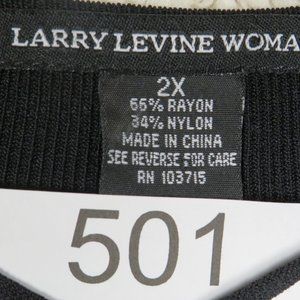 LARRY LEVINE WOMA
2X
66% RAYON
34% NYLON
MADE IN CHINA
SEE REVERSE FOR CARE
RN 103715
501